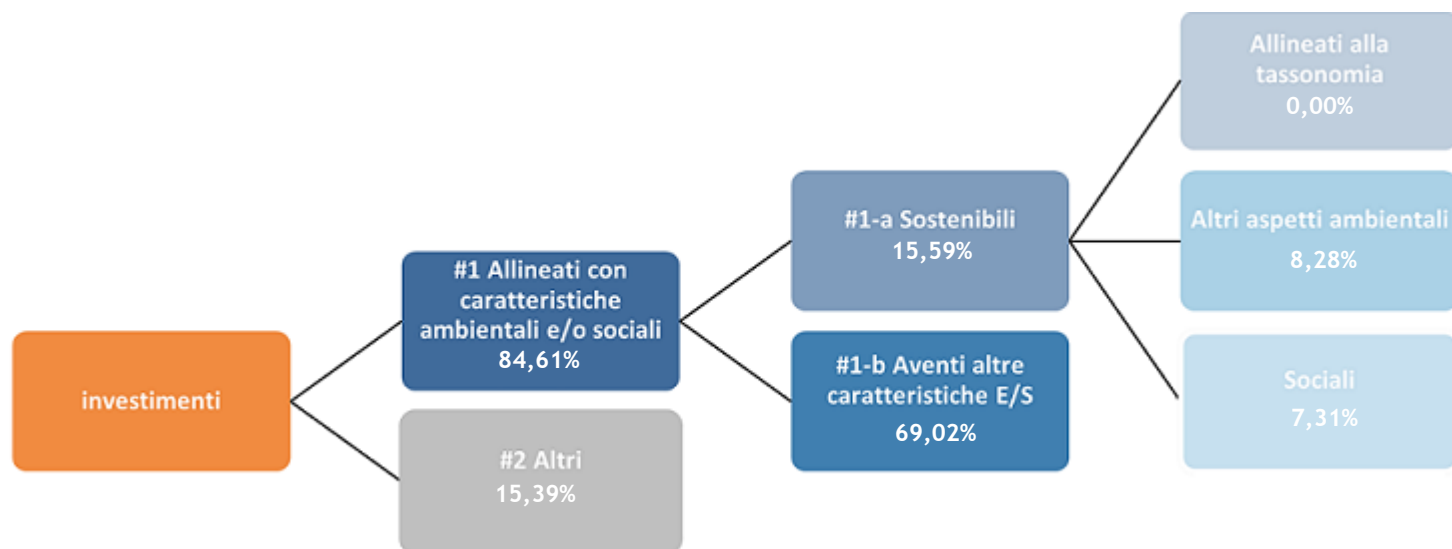 investimenti
#1 Allineati con
caratteristiche
ambientali e/o sociali
84,61%
#2 Altri
15,39%
#1-a Sostenibili
15,59%
#1-b Aventi altre
caratteristiche E/S
69,02%
Allineati alla
tassonomia
0,00%
Altri aspetti ambientali
8,28%
Sociali
7,31%